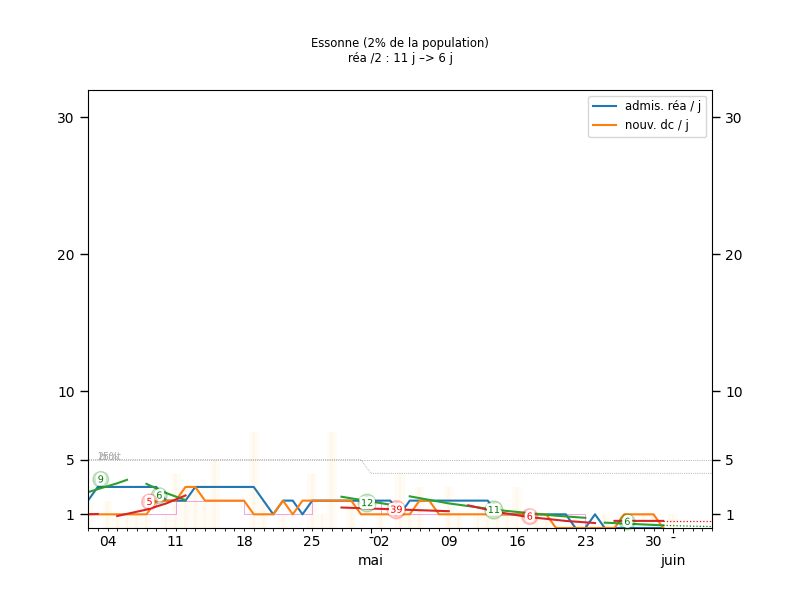 Essonne (2% de la population)
réa /2 : 11 j –> 6 j
admis. réa / j
nouv. dc / j
30 30
20 20
10 10
5 5
1 1
9
5
6
12
39
11
6
6
04 11 18 25 02 09 16 23 30
mai juin